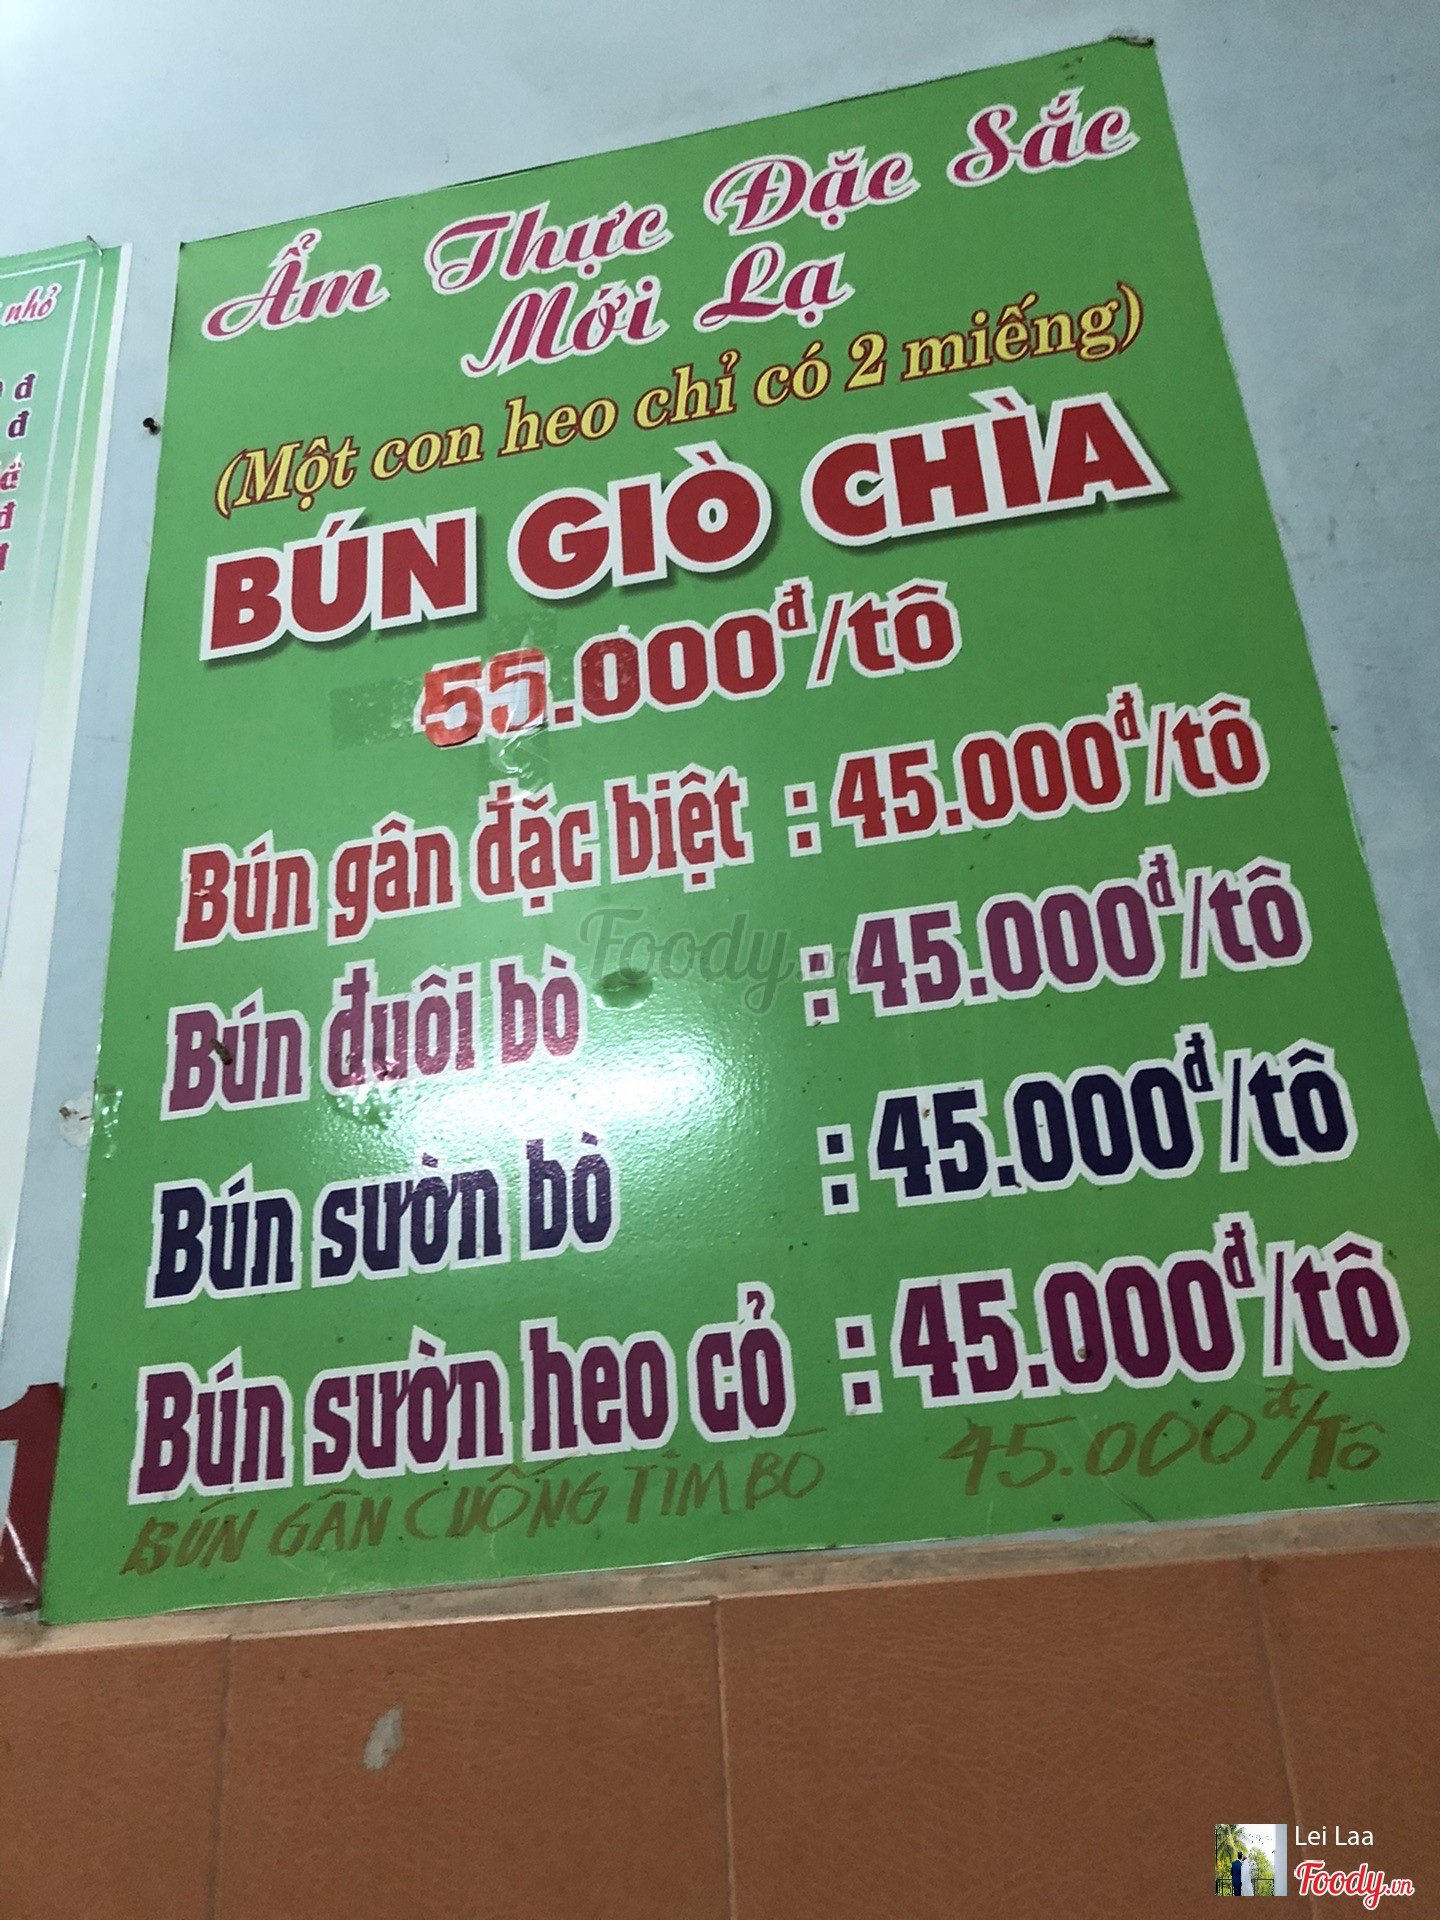 nhỏ
đ
đ
đ
Ẩm Thực Đặc Sắc
Mới Lạ
(Một con heo chỉ có 2 miếng)
BÚN GIÒ CHÌA
55.000đ/tô
Bún gân đặc biệt : 45.000đ/tô
Bún đuôi bò : 45.000đ/tô
Bún sườn bò : 45.000đ/tô
Bún sườn heo cỏ : 45.000đ/tô
BÚN GÂN CUỐNG TIM BÒ 45.000đ/Tô
Foody.vn
Lei Laa
Foody.vn